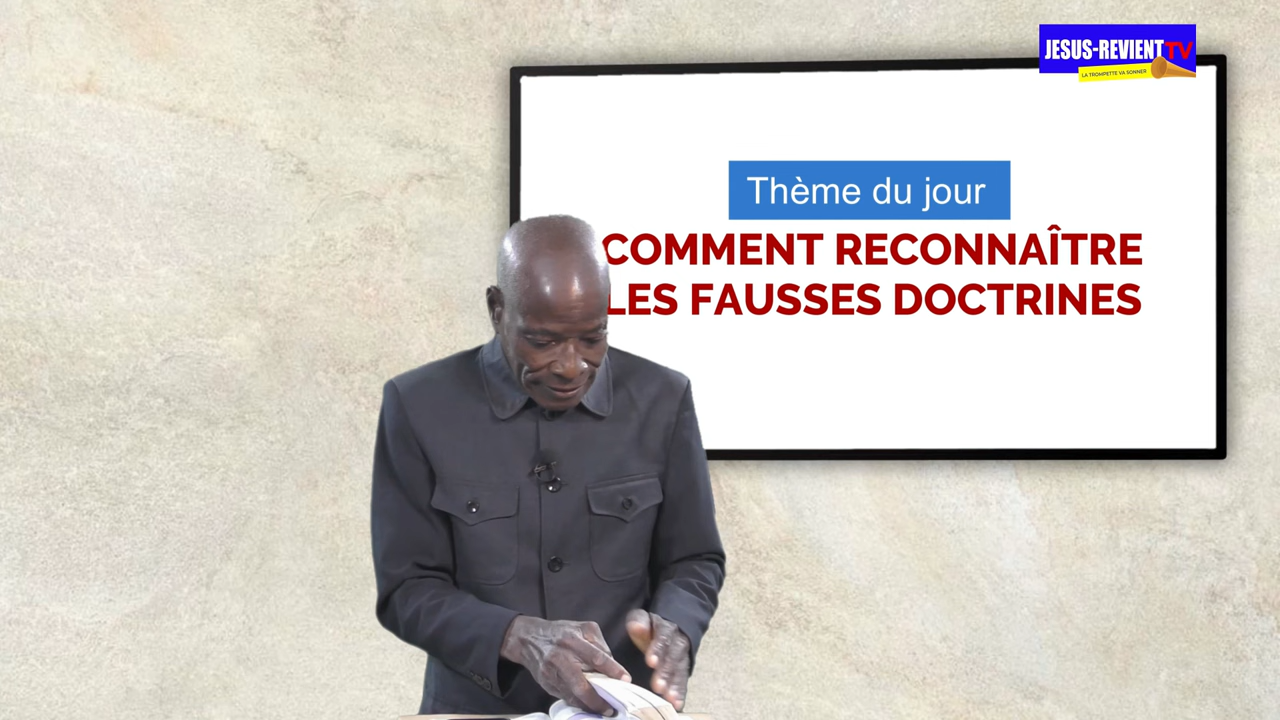 JESUS-REVIENT TV
LA TROMPETTE VA SONNER
Thème du jour
COMMENT RECONNAÎTRE
LES FAUSSES DOCTRINES